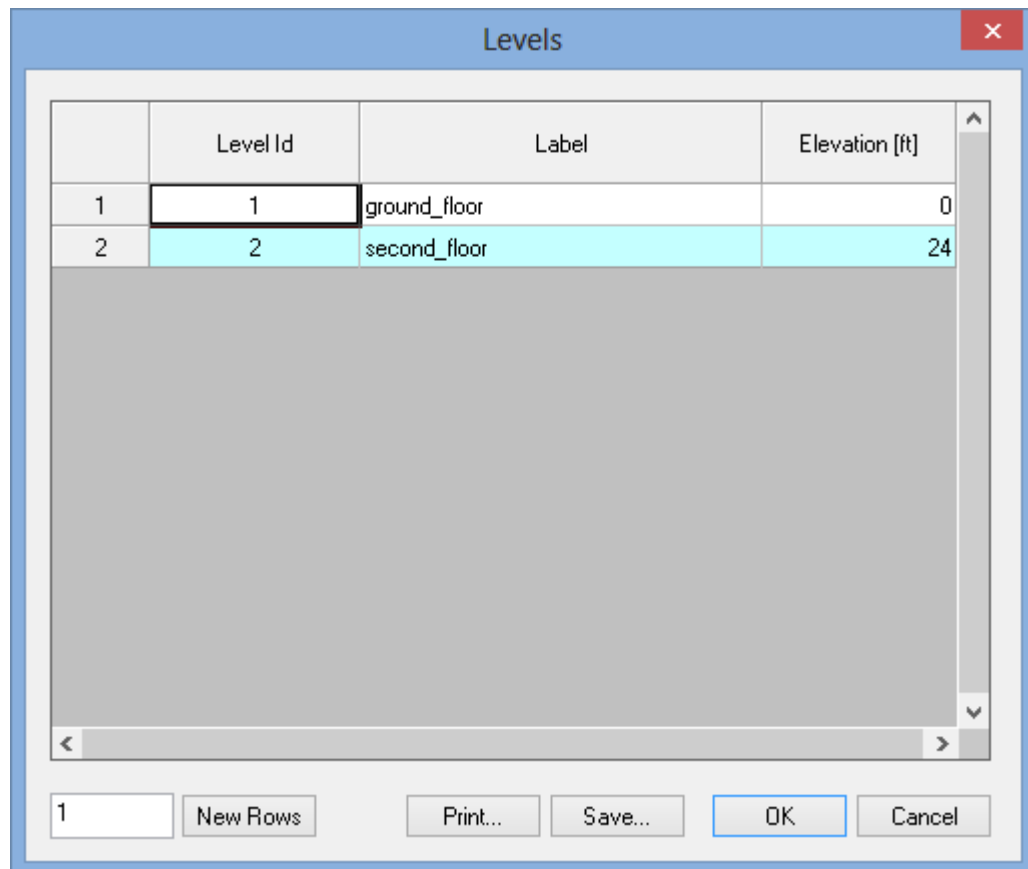 Levels
Level Id Label Elevation [ft]
1 1 ground_floor 0
2 2 second_floor 24
1 New Rows Print... Save... OK Cancel